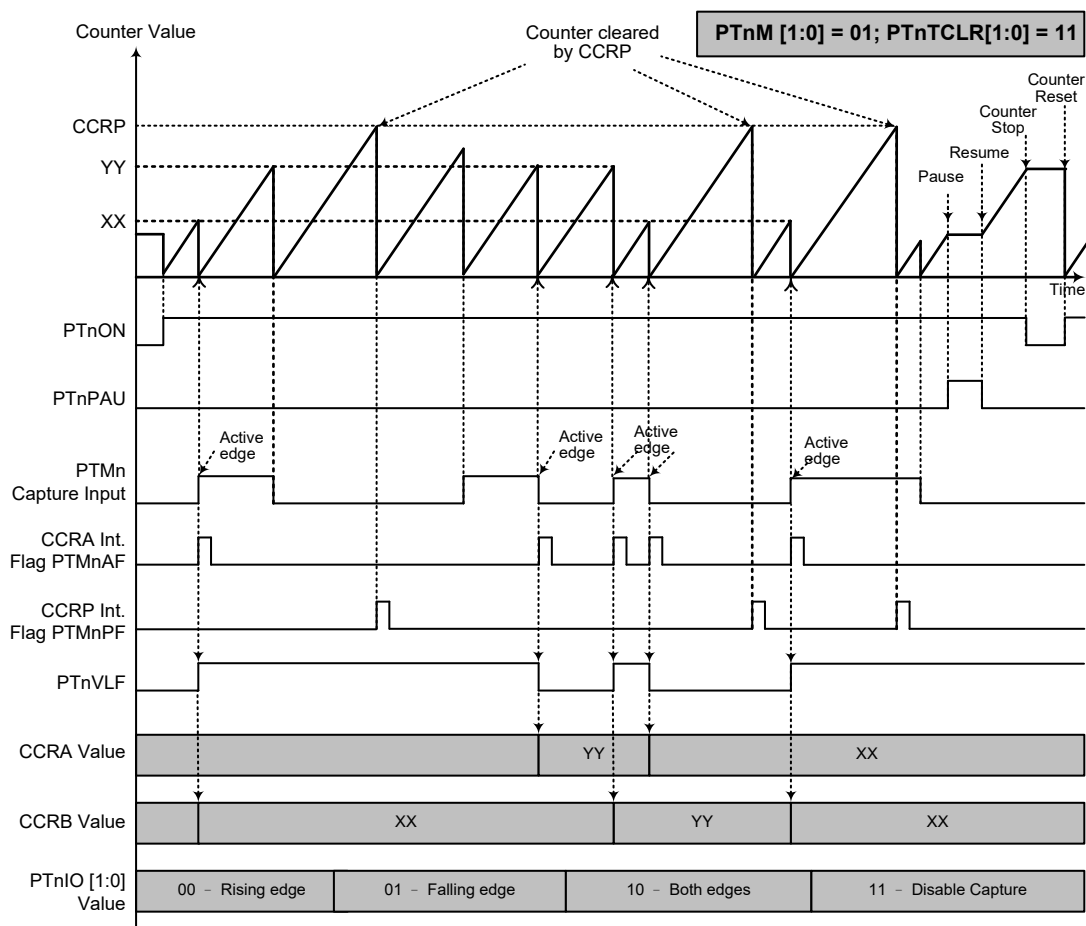 PTnM [1:0] = 01; PTnTCLR[1:0] = 11
Counter Value
Counter cleared
by CCRP
Counter
Reset
Counter
Stop
CCRP
YY
Resume
Pause
XX
Time
PTnON
PTnPAU
Active
edge
Active
edge
Active
edge
Active
edge
PTMn
Capture Input
CCRA Int.
Flag PTMnAF
CCRP Int.
Flag PTMnPF
PTnVLF
CCRA Value
YY
XX
CCRB Value
XX
YY
XX
PTnIO [1:0]
Value
00 – Rising edge
01 – Falling edge
10 – Both edges
11 – Disable Capture